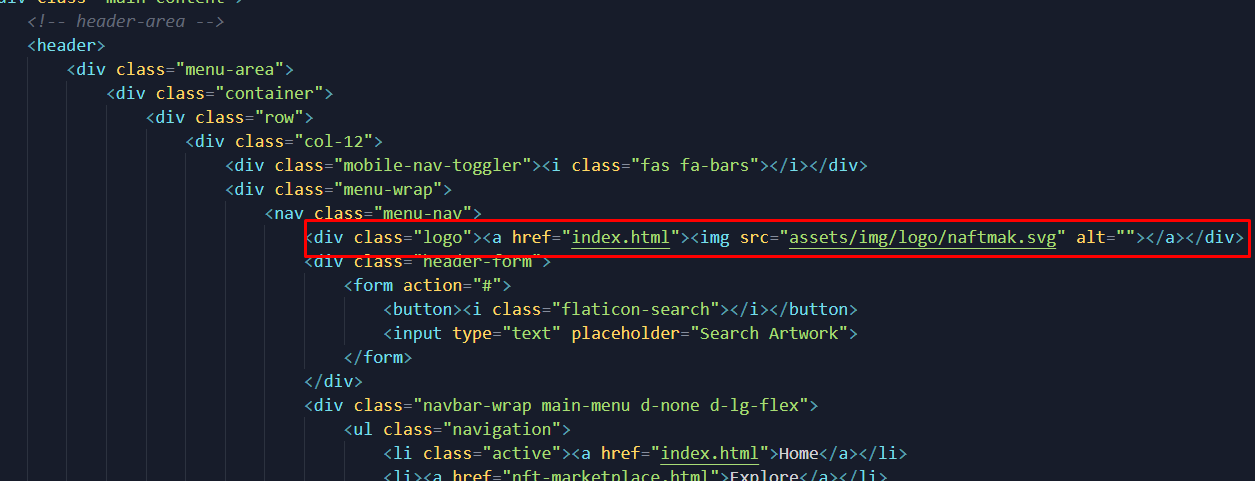 div class="main-content">
<!-- header-area -->
<header>
<div class="menu-area">
<div class="container">
<div class="row">
<div class="col-12">
<div class="mobile-nav-toggler"><i class="fas fa-bars"></i></div>
<div class="menu-wrap">
<nav class="menu-nav">
<div class="logo"><a href="index.html"><img src="assets/img/logo/naftmak.svg" alt=""></a></div>
<div class="header-form">
<form action="#">
<button><i class="flaticon-search"></i></button>
<input type="text" placeholder="Search Artwork">
</form>
</div>
<div class="navbar-wrap main-menu d-none d-lg-flex">
<ul class="navigation">
<li class="active"><a href="index.html">Home</a></li>
<li><a href="nft-marketplace.html">Explore</a></li>